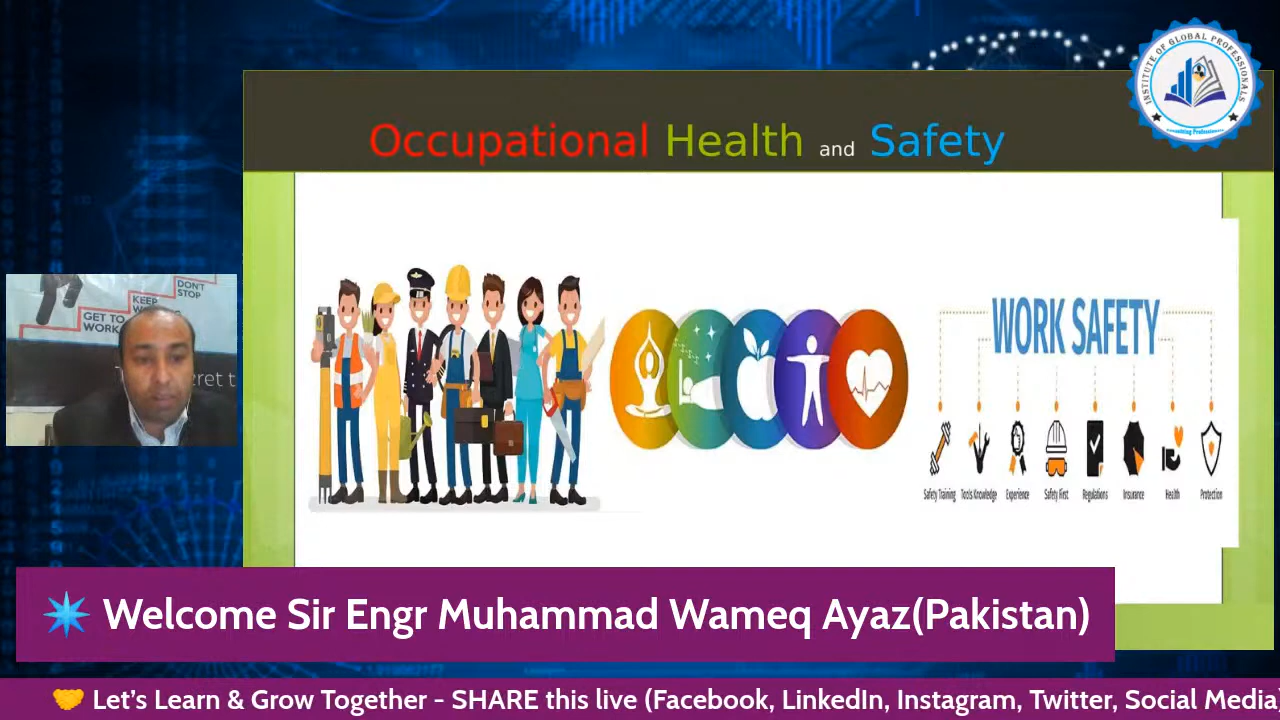 INSTITUTE OF GLOBAL PROFESSIONALS
Occupational Health and Safety
DON'T
STOP
KEEP
GET TO
WORK
ret t
WORK SAFETY
Safety Training Tools Knowledge Experience Safety First Regulations Insurance Health Protection
Welcome Sir Engr Muhammad Wameq Ayaz(Pakistan)
🤝 Let's Learn & Grow Together - SHARE this live (Facebook, LinkedIn, Instagram, Twitter, Social Media)